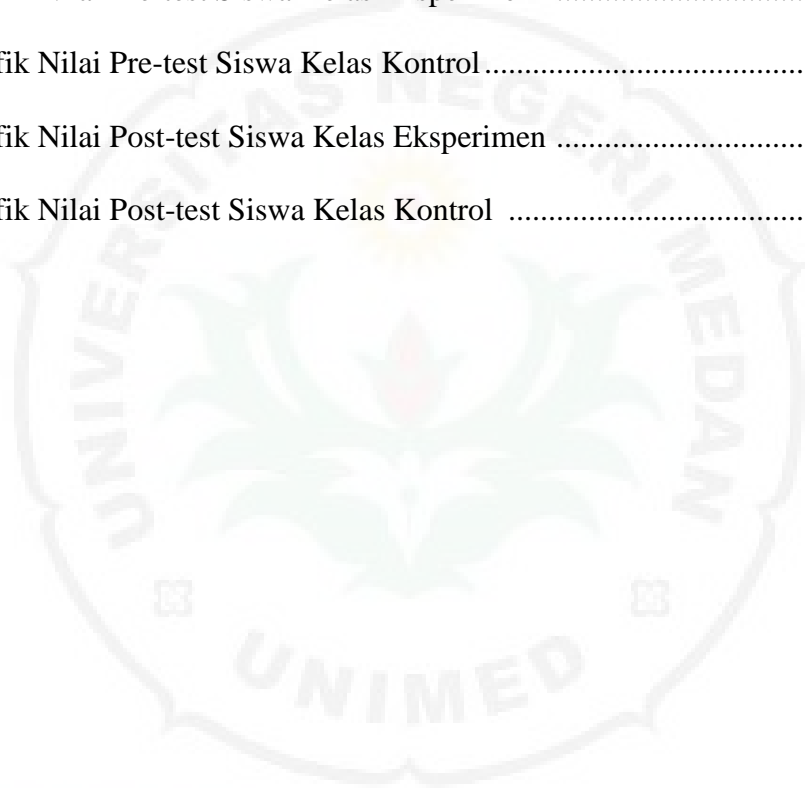 fik Nilai Pre-test Siswa Kelas Kontrol....................................
fik Nilai Post-test Siswa Kelas Eksperimen ...............................
fik Nilai Post-test Siswa Kelas Kontrol .....................................
UNIVERSITAS NEGERI MEDAN
UNIMED